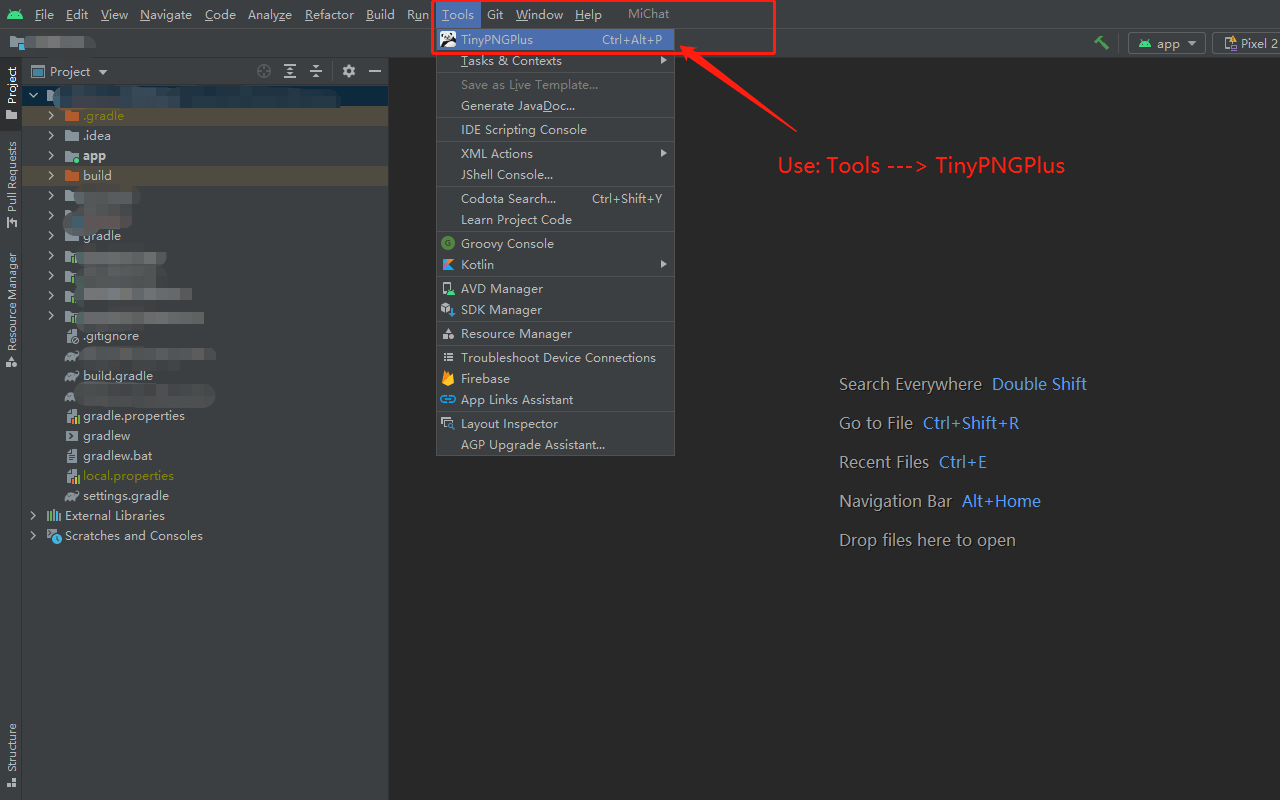 File Edit View Navigate Code Analyze Refactor Build Run Tools Git Window Help MiChat
app Pixel 2
Project
Project
Pull Requests
Resource Manager
Structure
.gradle
.idea
app
build
gradle
.gitignore
build.gradle
gradle.properties
gradlew
gradlew.bat
local.properties
settings.gradle
External Libraries
Scratches and Consoles
TinyPNGPlus Ctrl+Alt+P
Tasks & Contexts
Save as Live Template...
Generate JavaDoc...
IDE Scripting Console
XML Actions
JShell Console...
Codota Search... Ctrl+Shift+Y
Learn Project Code
G Groovy Console
Kotlin
AVD Manager
SDK Manager
Resource Manager
Troubleshoot Device Connections
Firebase
App Links Assistant
Layout Inspector
AGP Upgrade Assistant...
Use: Tools ---> TinyPNGPlus
Search Everywhere Double Shift
Go to File Ctrl+Shift+R
Recent Files Ctrl+E
Navigation Bar Alt+Home
Drop files here to open